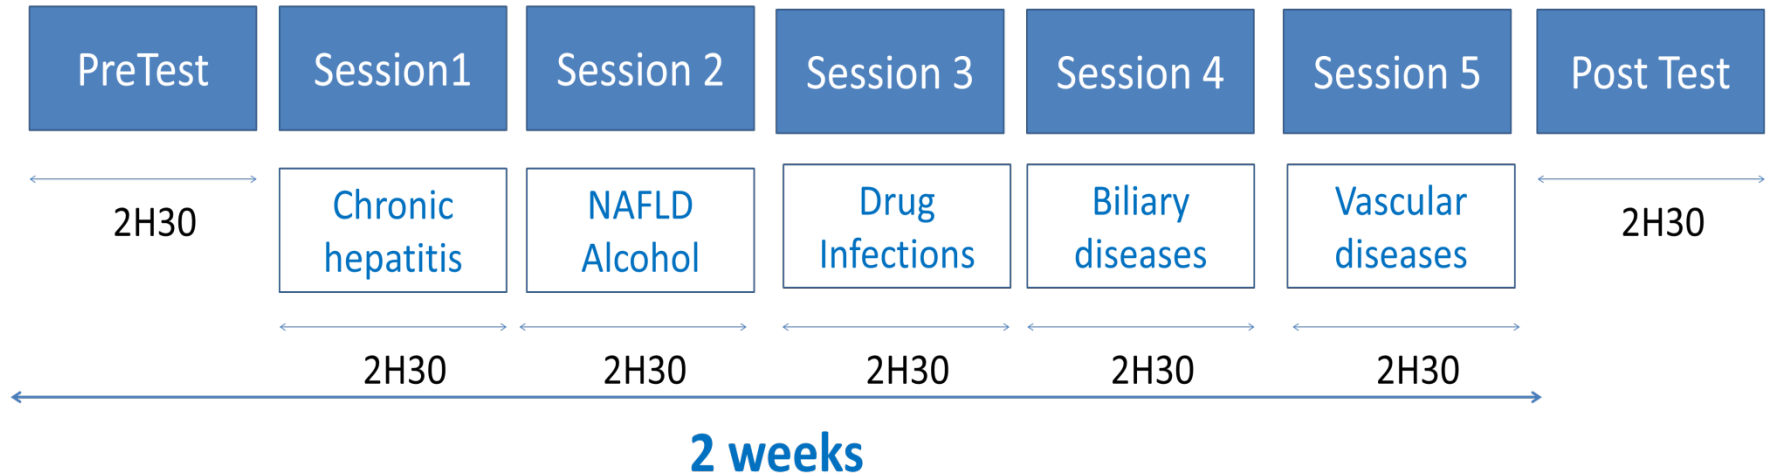 PreTest
Session1
Session 2
Session 3
Session 4
Session 5
Post Test
2H30
Chronic
hepatitis
NAFLD
Alcohol
Drug
Infections
Biliary
diseases
Vascular
diseases
2H30
2H30
2H30
2H30
2H30
2H30
2 weeks